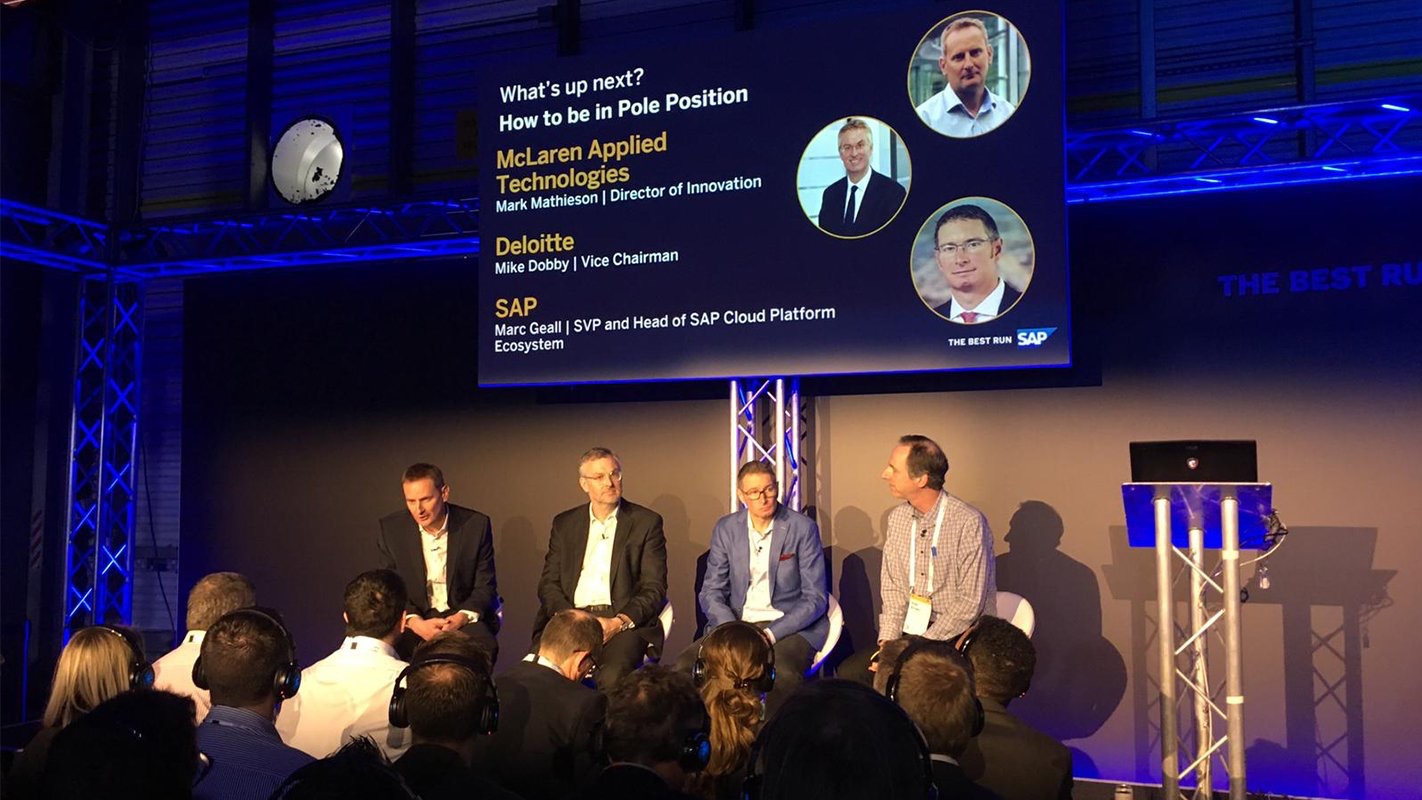 What's up next?
How to be in Pole Position
McLaren Applied
Technologies
Mark Mathieson | Director of Innovation
Deloitte
Mike Dobby | Vice Chairman
SAP
Marc Geall | SVP and Head of SAP Cloud Platform
Ecosystem
THE BEST RUN SAP
THE BEST RU